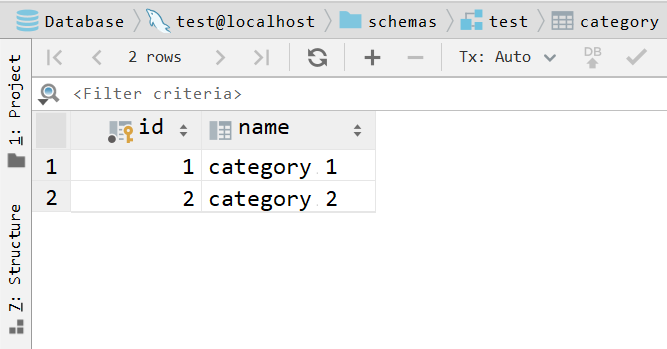 Database test@localhost schemas test category
2 rows Tx: Auto DB
<Filter criteria>
id name
1 1 category 1
2 2 category 2
1: Project
7: Structure